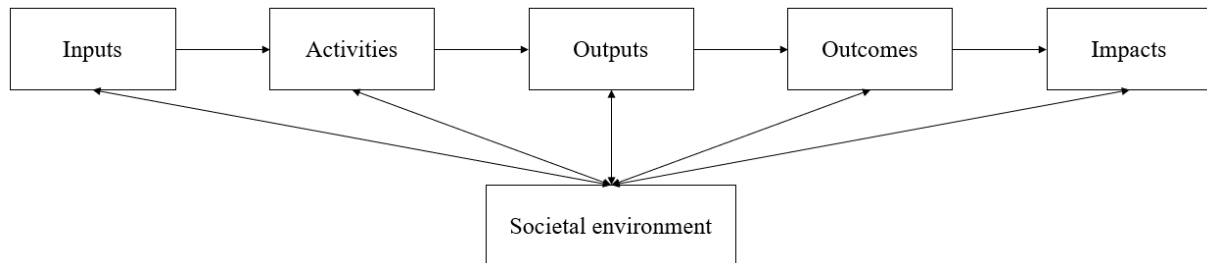 Inputs
Activities
Outputs
Outcomes
Impacts
Societal environment